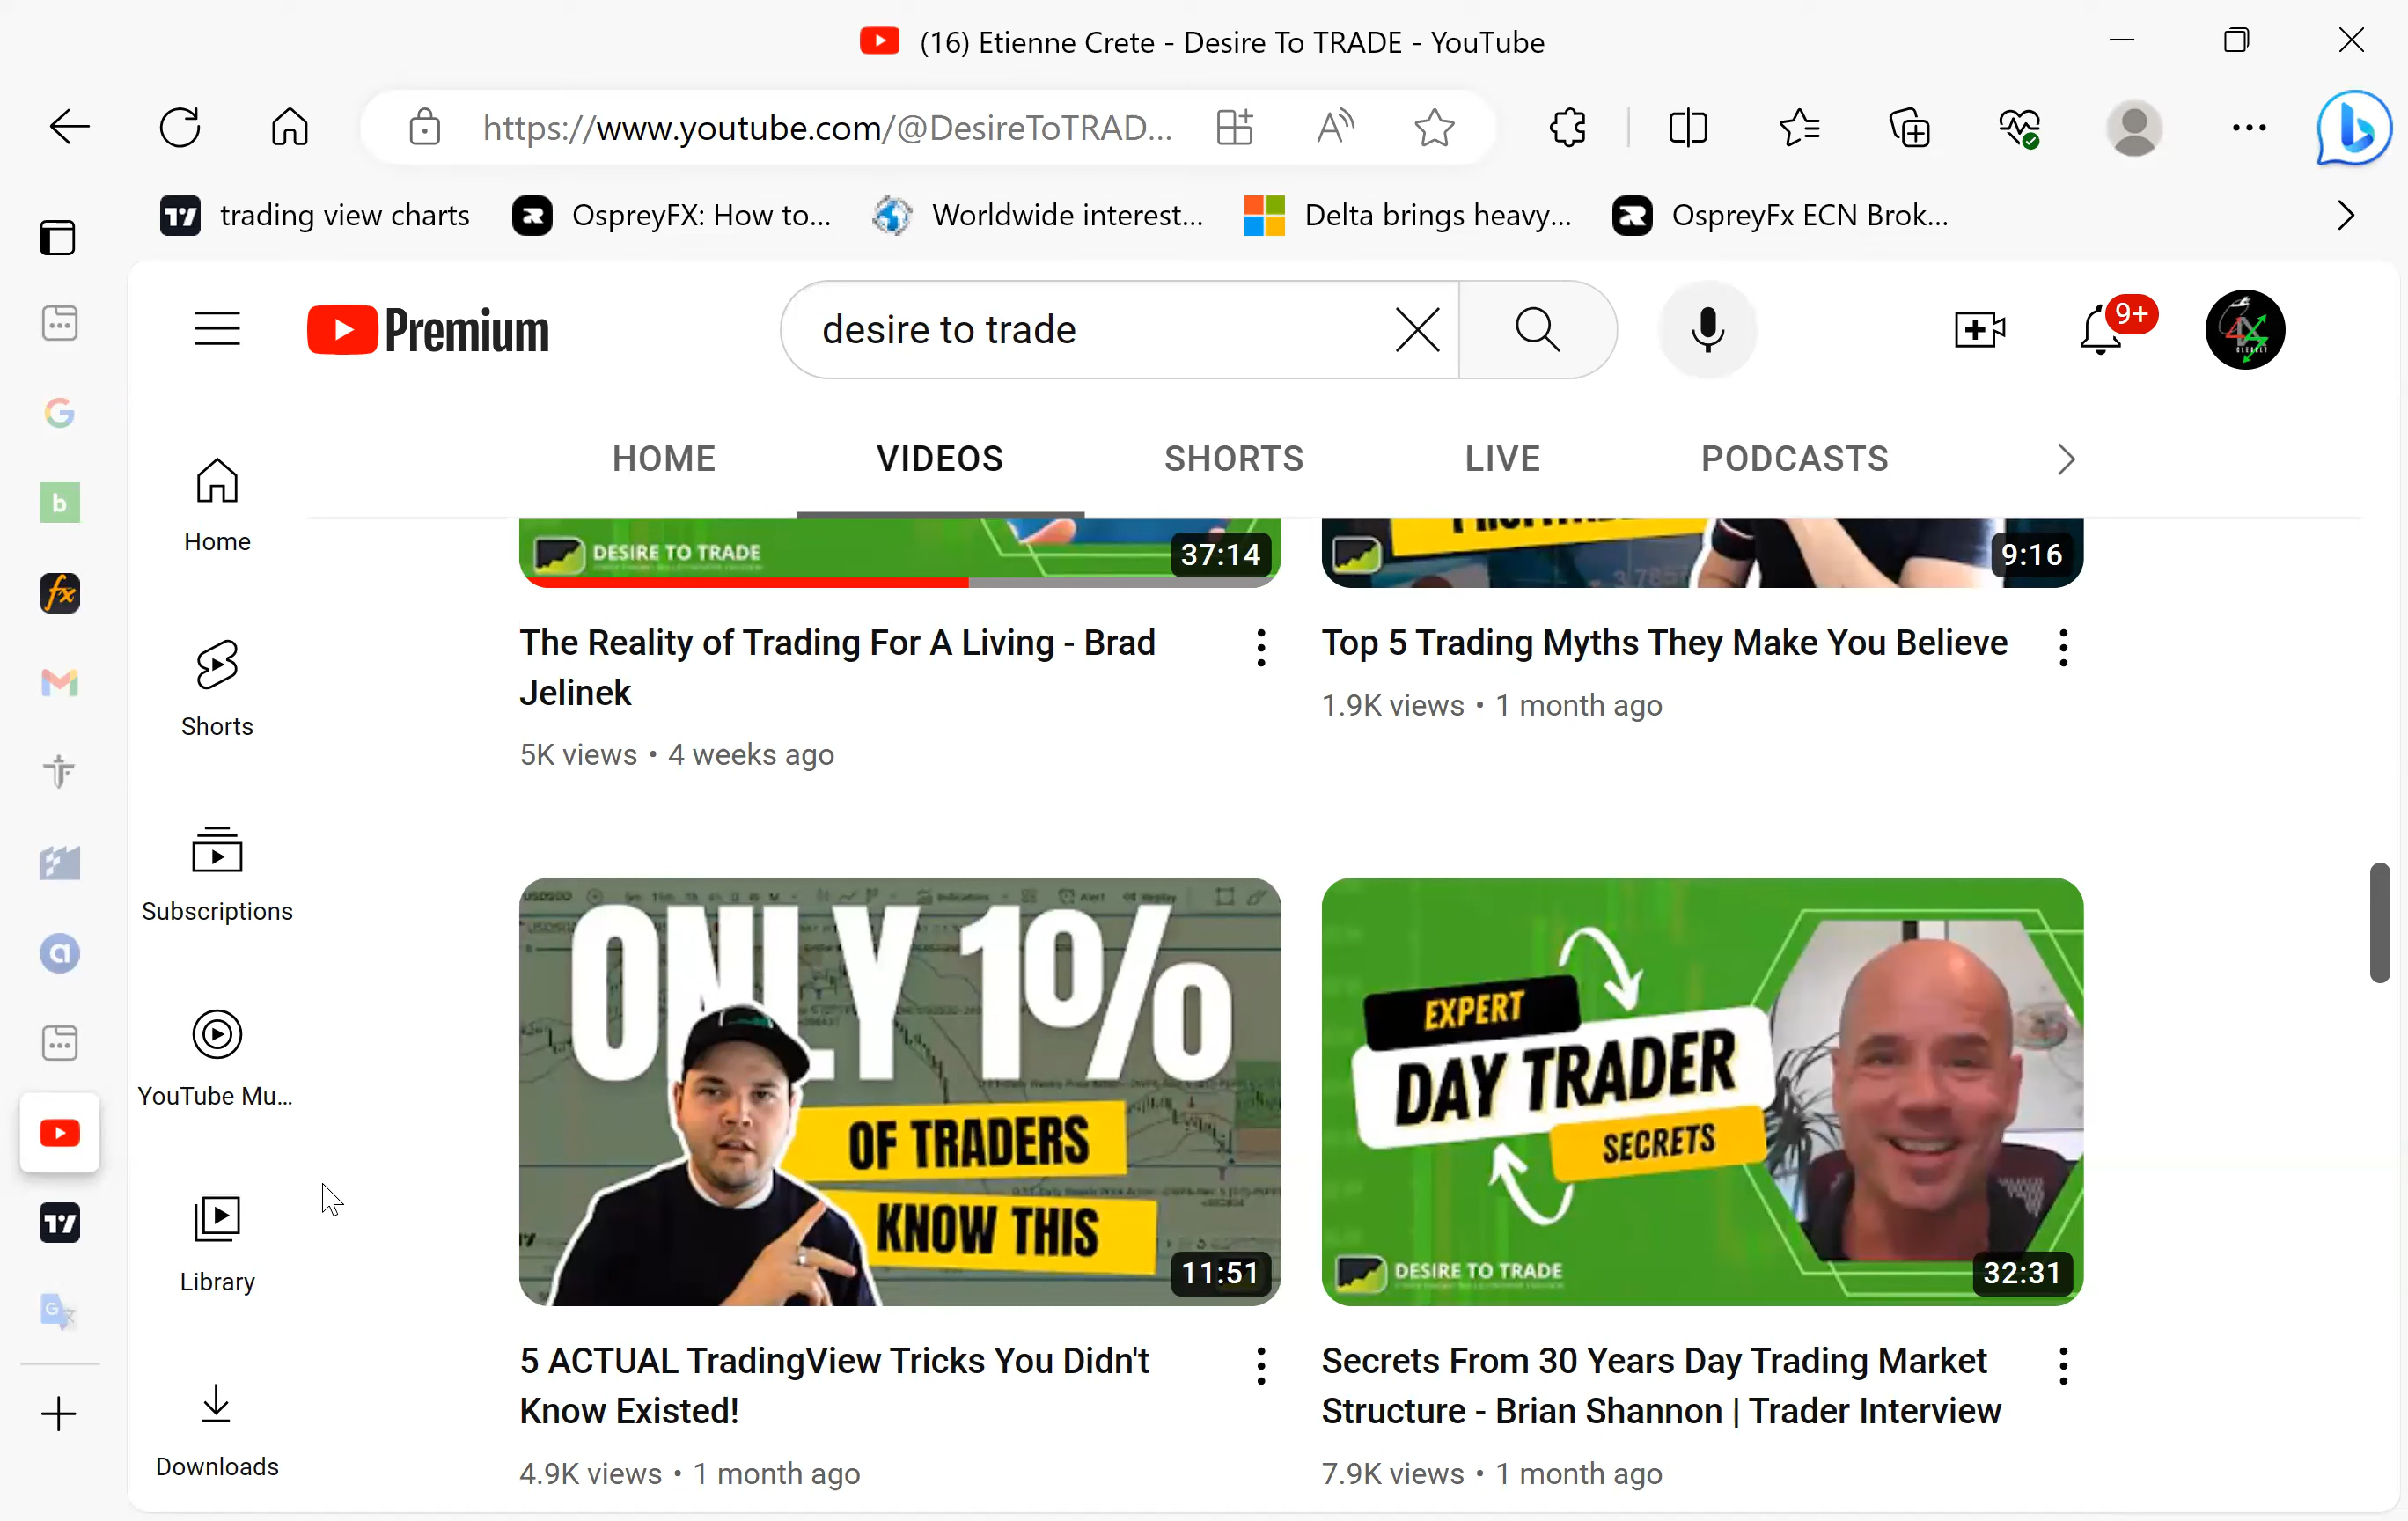 (16) Etienne Crete - Desire To TRADE - YouTube
https://www.youtube.com/@DesireToTRAD...
trading view charts
OspreyFX: How to...
Worldwide interest...
Delta brings heavy,...
OspreyFx ECN Brok...
Premium
desire to trade
9+
HOME
VIDEOS
SHORTS
LIVE
PODCASTS
Home
Shorts
Subscriptions
YouTube Mu...
Library
Downloads
DESIRE TO TRADE
37:14
9:16
The Reality of Trading For A Living - Brad
Jelinek
5K views • 4 weeks ago
Top 5 Trading Myths They Make You Believe
1.9K views • 1 month ago
ONLY 1%
OF TRADERS
KNOW THIS
11:51
EXPERT
DAY TRADER
SECRETS
DESIRE TO TRADE
32:31
5 ACTUAL TradingView Tricks You Didn't
Know Existed!
4.9K views • 1 month ago
Secrets From 30 Years Day Trading Market
Structure - Brian Shannon | Trader Interview
7.9K views • 1 month ago